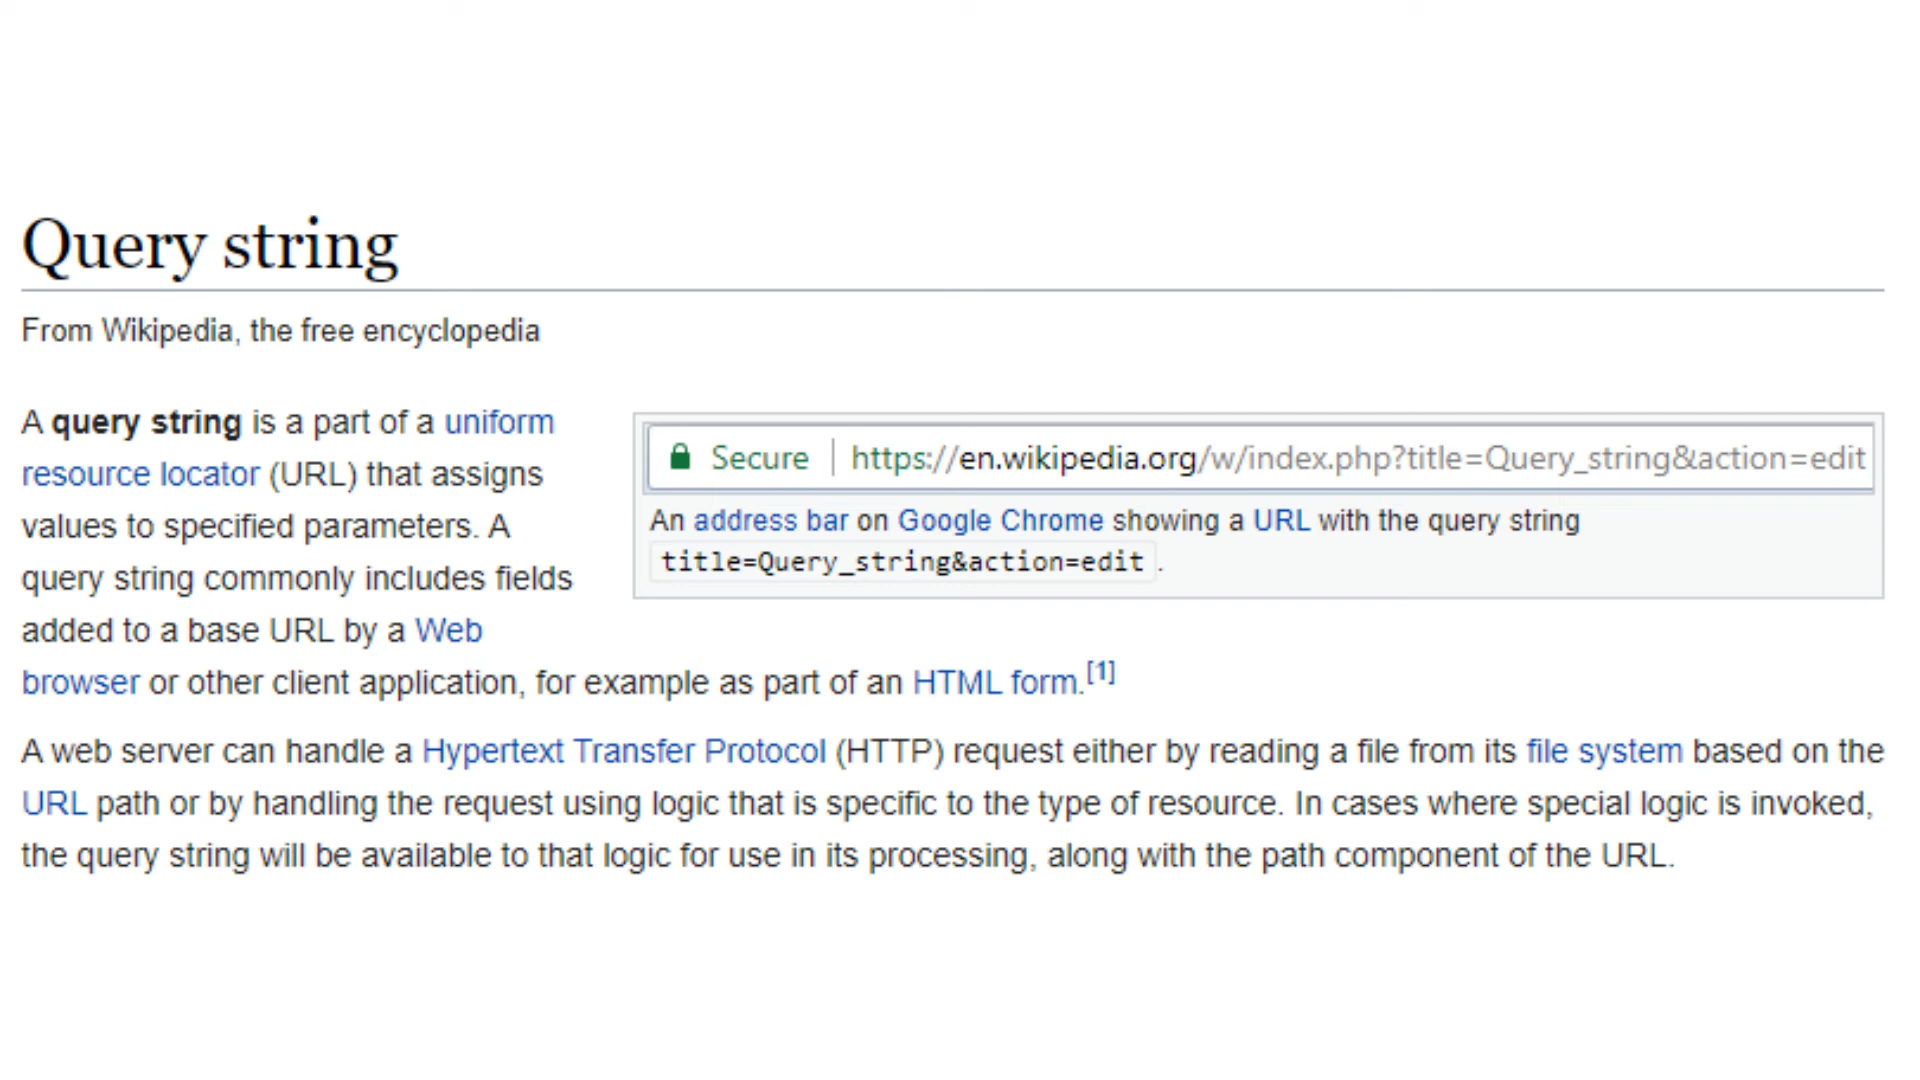 Query string
From Wikipedia, the free encyclopedia
A query string is a part of a uniform
resource locator (URL) that assigns
values to specified parameters. A
query string commonly includes fields
added to a base URL by a Web
browser or other client application, for example as part of an HTML form.[1]
Secure | https://en.wikipedia.org/w/index.php?title=Query_string&action=edit
An address bar on Google Chrome showing a URL with the query string
title=Query_string&action=edit .
A web server can handle a Hypertext Transfer Protocol (HTTP) request either by reading a file from its file system based on the
URL path or by handling the request using logic that is specific to the type of resource. In cases where special logic is invoked,
the query string will be available to that logic for use in its processing, along with the path component of the URL.